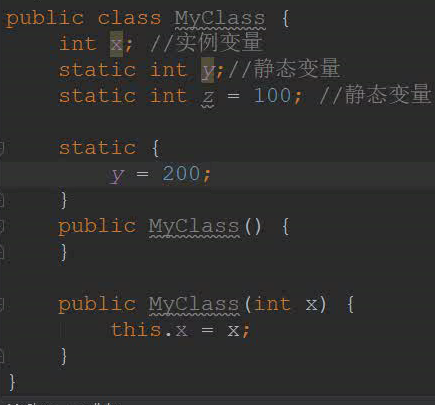 public class MyClass {
int x; //实例变量
static int y;//静态变量
static int z = 100; //静态变量
static {
y = 200;
}
public MyClass() {
}
public MyClass(int x) {
this.x = x;
}
}